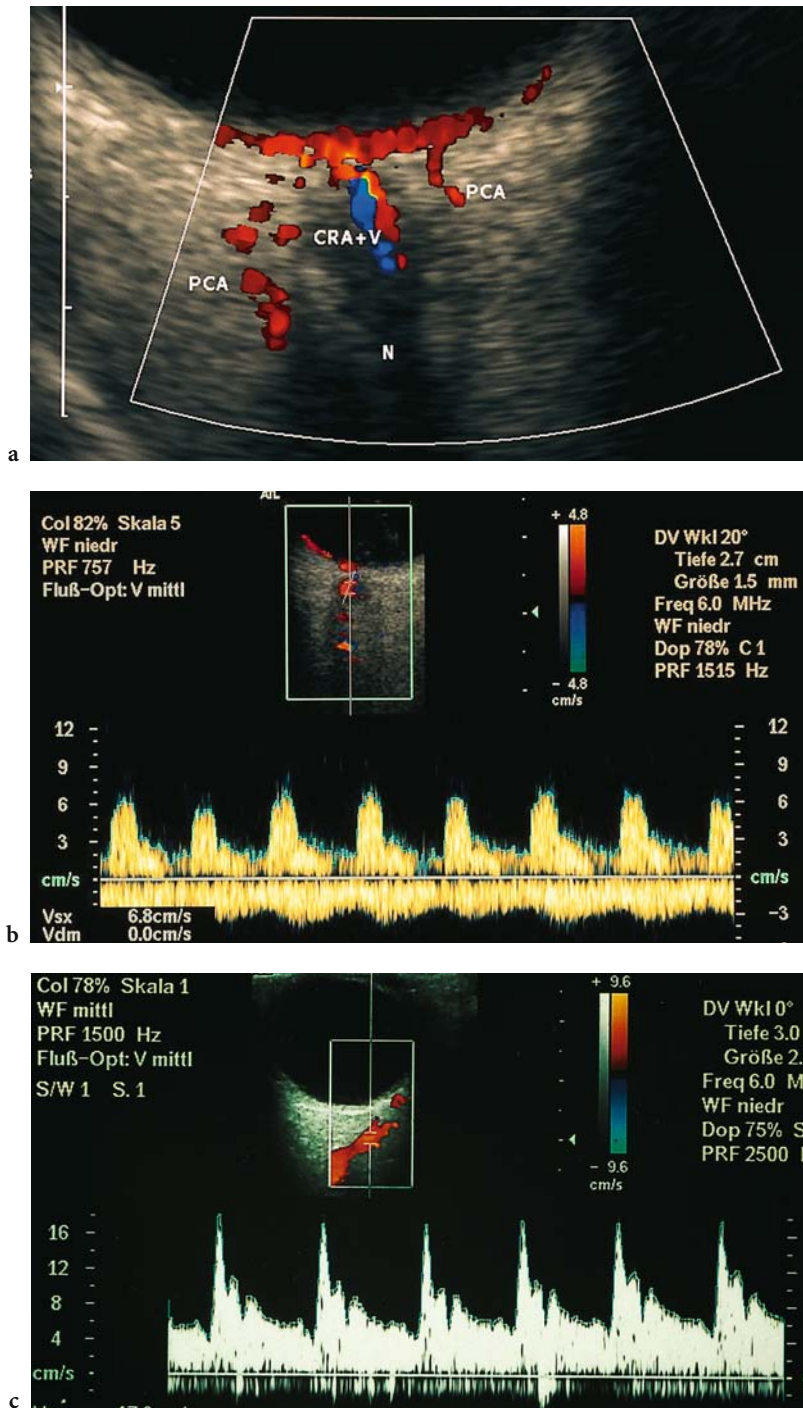 PCA
CRA+V
PCA
N
a
Col 82% Skala 5
WF niedr
PRF 757 Hz
Fluß-Opt: V mittl
+ 4.8
- 4.8
cm/s
DV Wkl 20°
Tiefe 2.7 cm
Größe 1.5 mm
Freq 6.0 MHz
WF niedr
Dop 78% C 1
PRF 1515 Hz
12
9
6
3
cm/s
12
9
6
3
cm/s
-3
Vsx 6.8cm/s
Vdm 0.0cm/s
b
Col 78% Skala 1
WF mittl
PRF 1500 Hz
Fluß-Opt: V mittl
S/W 1 S. 1
+ 9.6
- 9.6
cm/s
DV Wkl 0°
Tiefe 3.0
Größe 2.
Freq 6.0 M
WF niedr
Dop 75% S
PRF 2500
16
12
8
4
cm/s
c